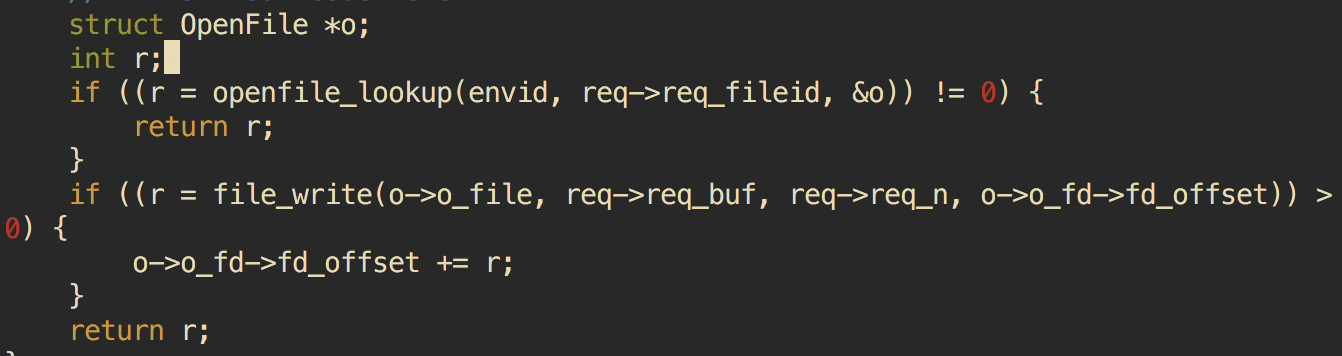 struct OpenFile *o;
int r;
if ((r = openfile_lookup(envid, req->req_fileid, &o)) != 0) {
return r;
}
if ((r = file_write(o->o_file, req->req_buf, req->req_n, o->o_fd->fd_offset)) >
0) {
o->o_fd->fd_offset += r;
}
return r;